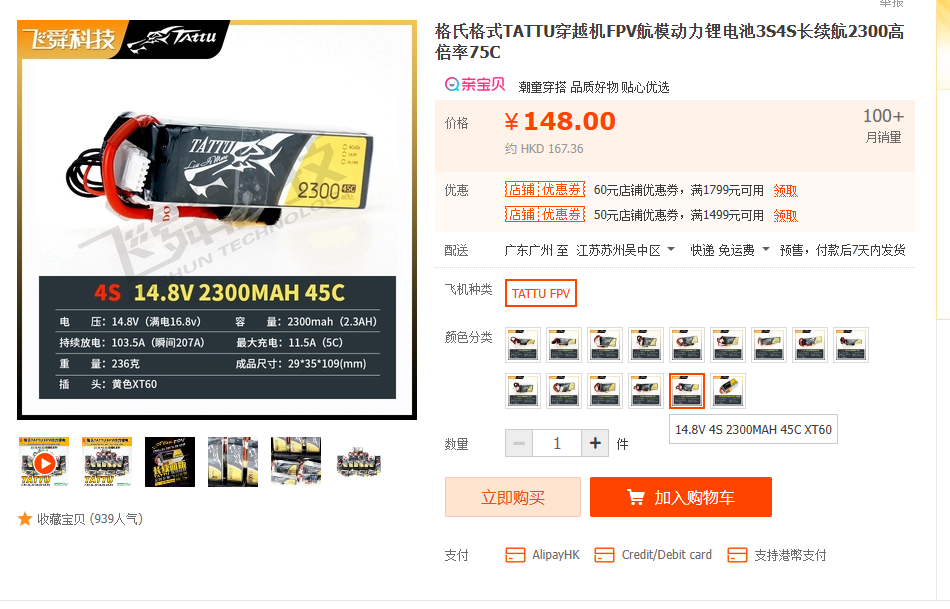 举报
飞舜科技 TATTU
格氏格式TATTU穿越机FPV航模动力锂电池3S4S长续航2300高
倍率75C
亲宝贝 潮童穿搭 品质好物 贴心优选
价格 ¥148.00 100+
约 HKD 167.36 月销量
优惠 店铺优惠券 60元店铺优惠券，满1799元可用 领取
店铺优惠券 50元店铺优惠券，满1499元可用 领取
配送 广东广州 至 江苏苏州吴中区 快递 免运费 预售，付款后7天内发货
飞机种类 TATTU FPV
颜色分类
14.8V 4S 2300MAH 45C XT60
数量 − 1 + 件
立即购买 加入购物车
支付 AlipayHK Credit/Debit card 支持港幣支付
TATTU
2300 mAh 45C
飞舜科技
FEISHUN TECHNOLOGY
4S 14.8V 2300MAH 45C
电 压：14.8V（满电16.8v） 容 量：2300mah（2.3AH）
持续放电：103.5A（瞬间207A） 最大充电：11.5A（5C）
重 量：236克 成品尺寸：29*35*109(mm)
插 头：黄色XT60
收藏宝贝 (939人气)